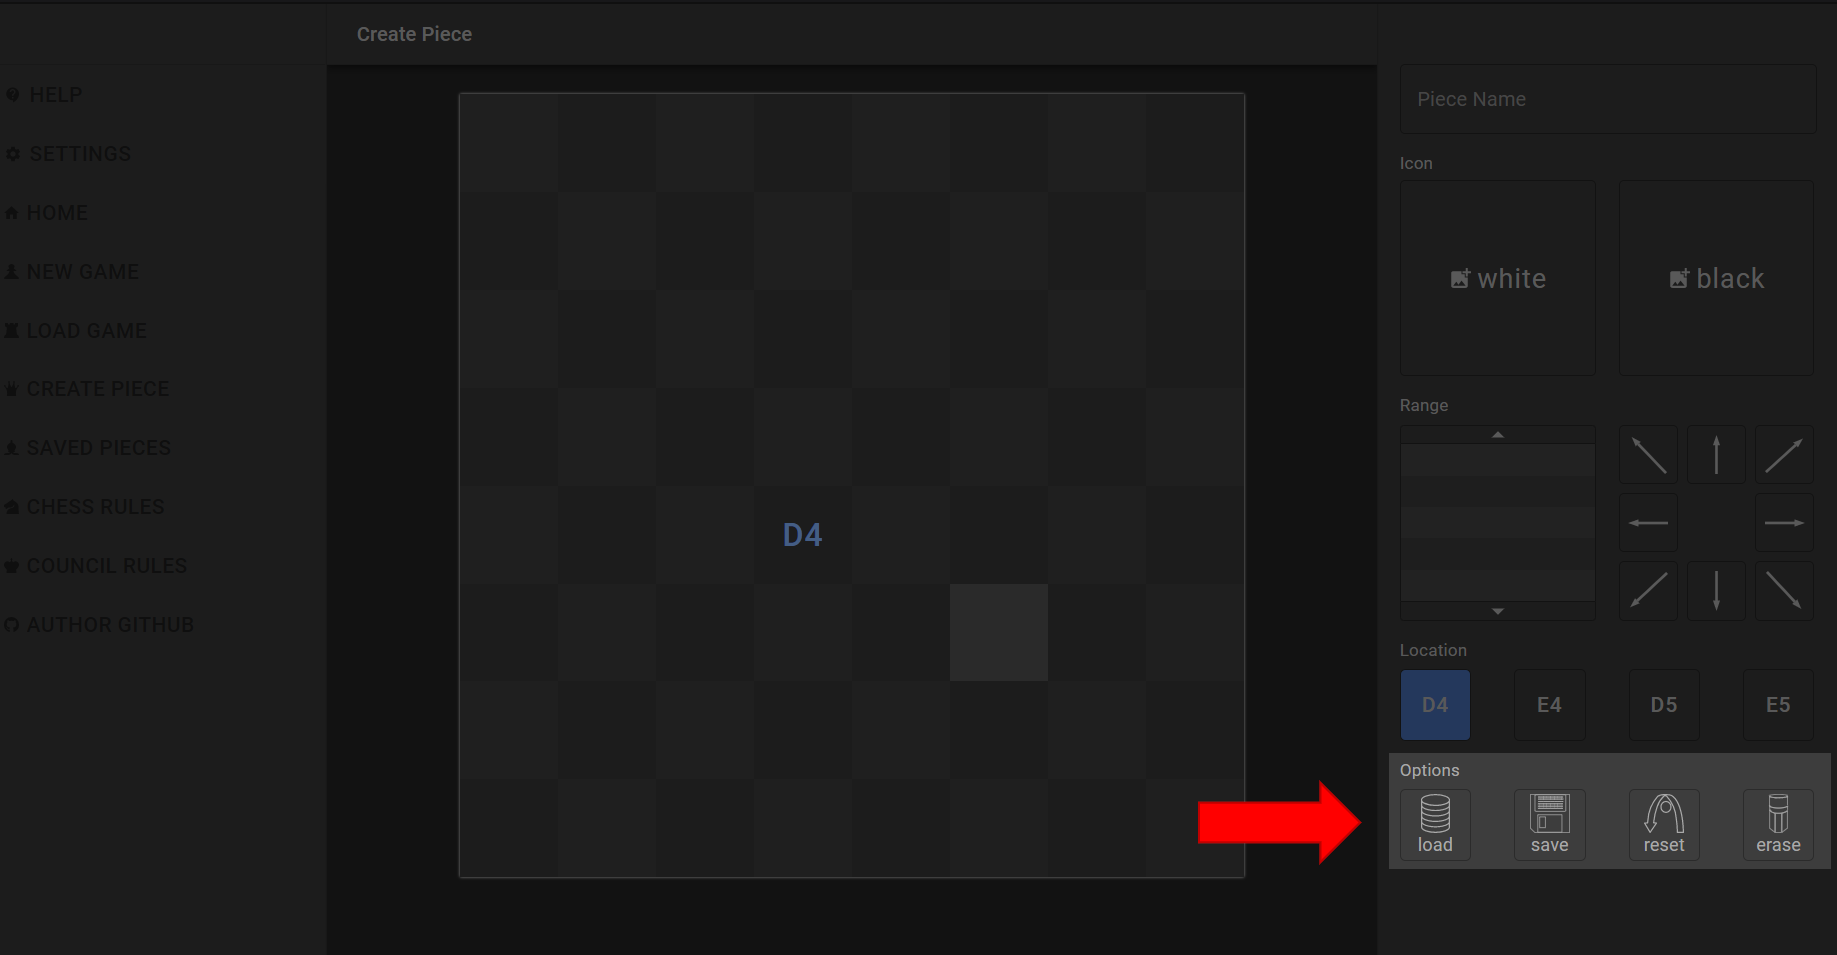 Create Piece
HELP
SETTINGS
HOME
NEW GAME
LOAD GAME
CREATE PIECE
SAVED PIECES
CHESS RULES
COUNCIL RULES
AUTHOR GITHUB
D4
Piece Name
Icon
white black
Range
Location
D4 E4 D5 E5
Options
load save reset erase